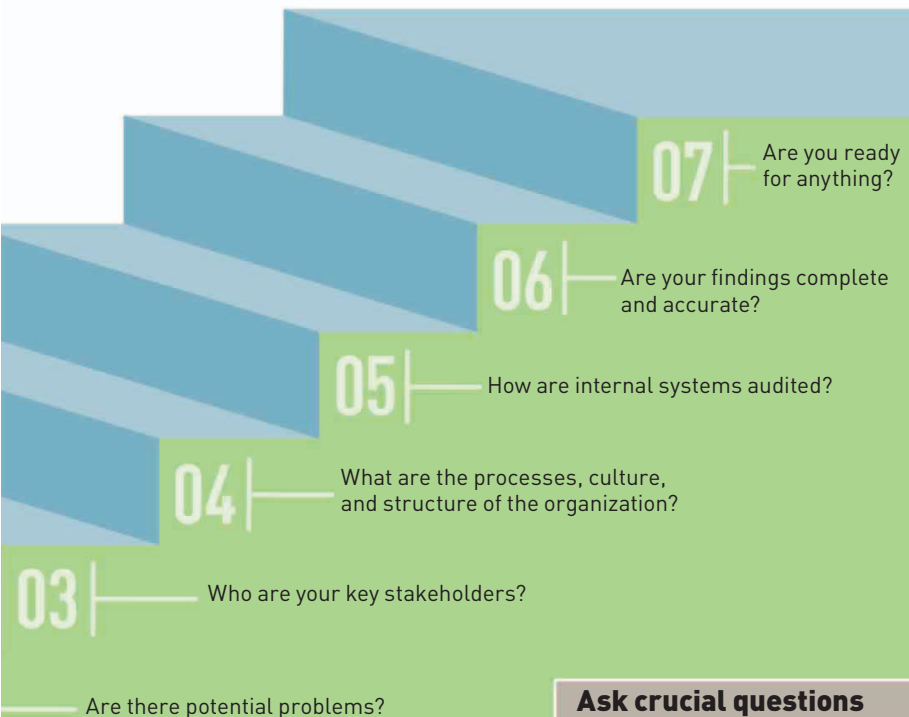 07
Are you ready
for anything?
06
Are your findings complete
and accurate?
05
How are internal systems audited?
04
What are the processes, culture,
and structure of the organization?
03
Who are your key stakeholders?
Are there potential problems?
Ask crucial questions